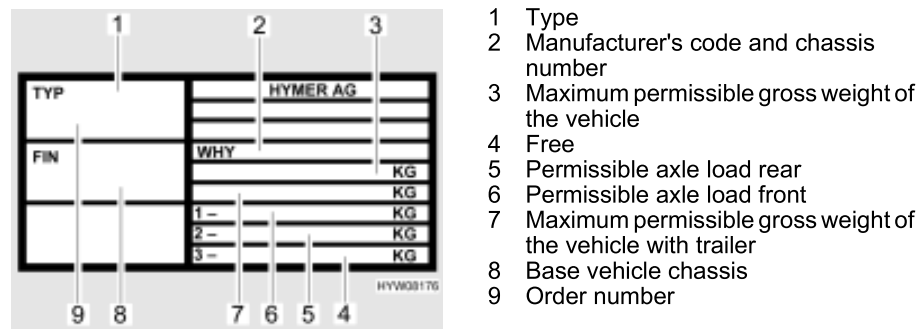 1 2 3
TYP
HYMER AG
FIN
WHY
KG
KG
1 – KG
2 – KG
3 – KG
HYW08176
9 8 7 6 5 4
1 Type
2 Manufacturer's code and chassis
number
3 Maximum permissible gross weight of
the vehicle
4 Free
5 Permissible axle load rear
6 Permissible axle load front
7 Maximum permissible gross weight of
the vehicle with trailer
8 Base vehicle chassis
9 Order number